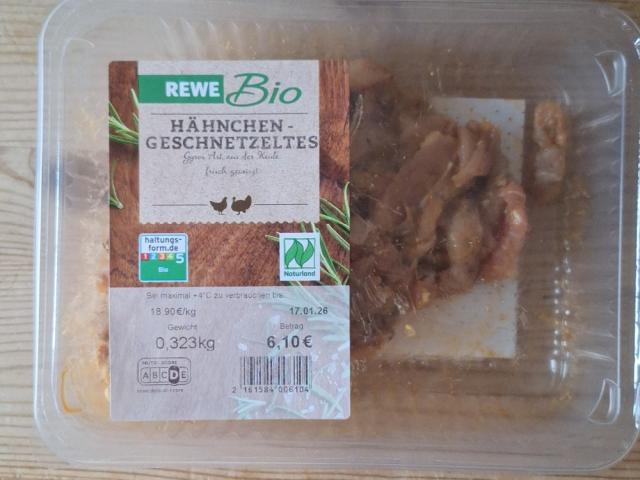 REWE Bio
HÄHNCHEN-
GESCHNETZELTES
Gyros Art, aus der Keule,
frisch gewürzt
haltungs-
form.de
1 2 3 4 5
Bio
Naturland
Bei maximal +4°C zu verbrauchen bis:
18,90€/kg 17.01.26
Gewicht Betrag
0,323kg 6,10€
NUTRI-SCORE
A B C D E
2 161584 006104